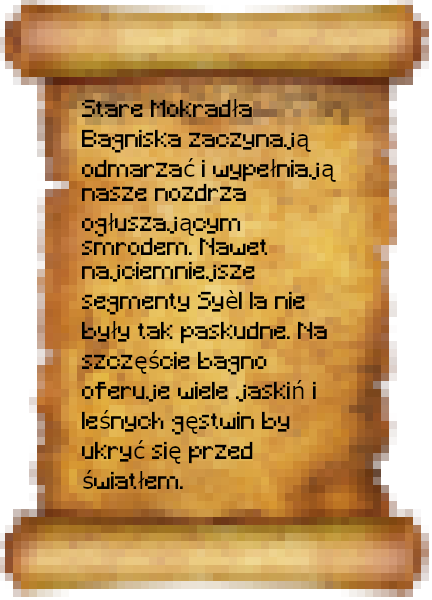 Stare Mokradła
Bagniska zaczynają
odmarzać i wypełniają
nasze nozdrza
ogłuszającym
smrodem. Nawet
najciemniejsze
segmenty Syèl la nie
były tak paskudne. Na
szczęście bagno
oferuje wiele jaskiń i
leśnych gęstwin by
ukryć się przed
światłem.